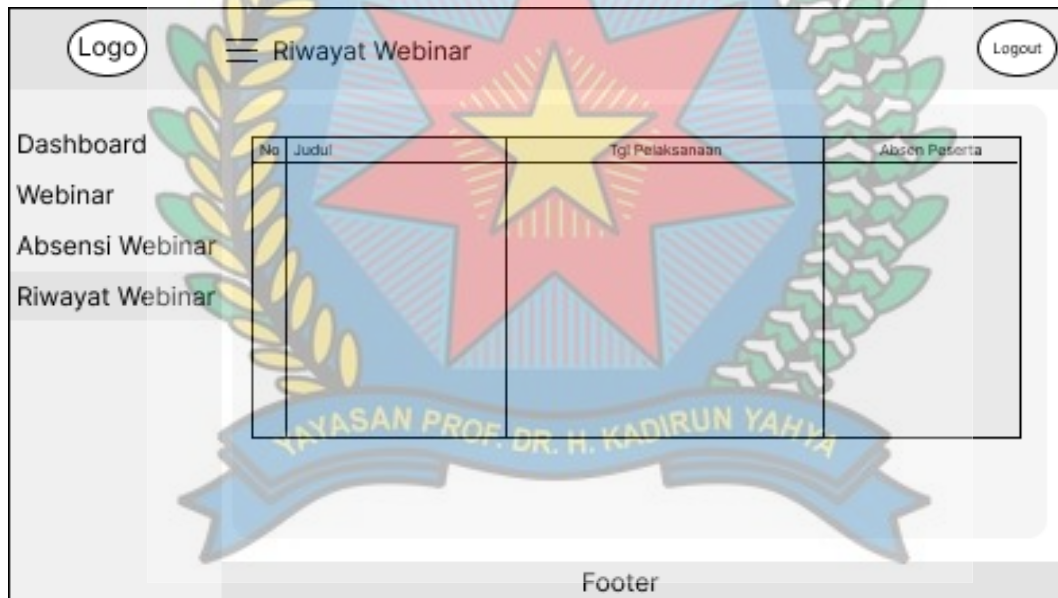 Logo
Riwayat Webinar
Logout
Dashboard
Webinar
Absensi Webinar
Riwayat Webinar
No Judul Tgl Pelaksanaan Absen Peserta
YAYASAN PROF. DR. H. KADIRUN YAHYA
Footer